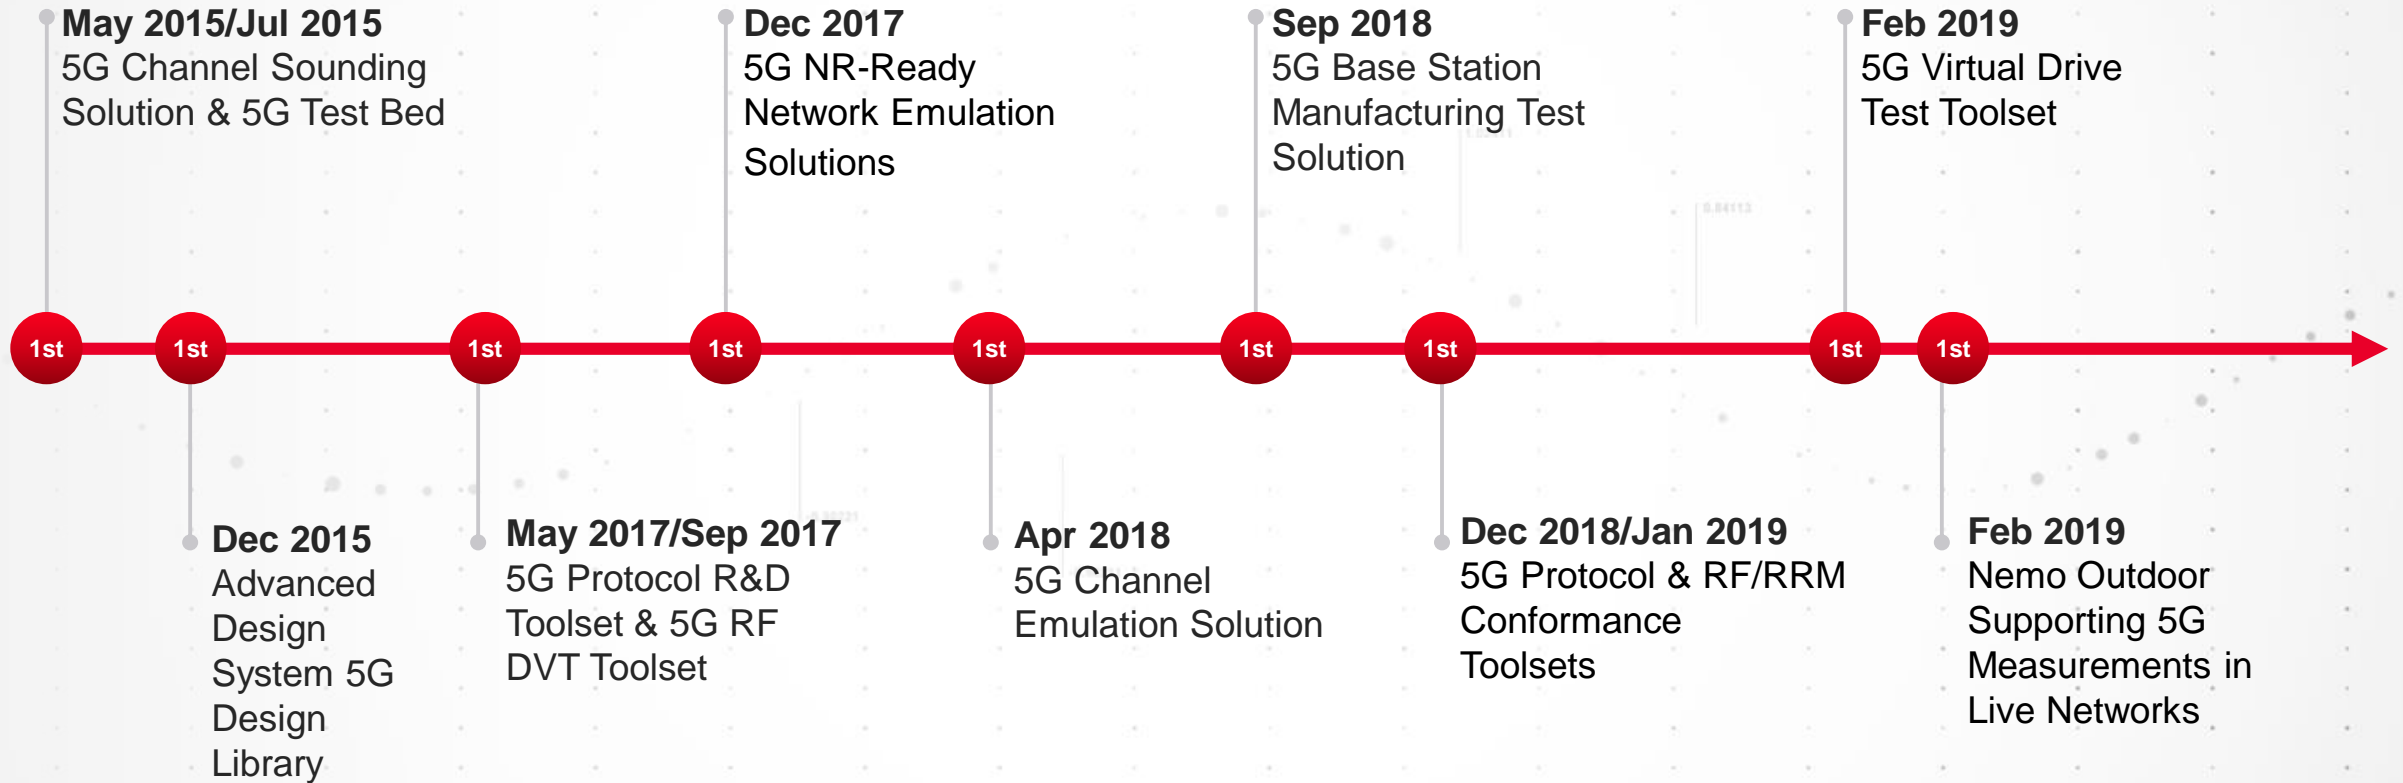 May 2015/Jul 2015
5G Channel Sounding
Solution & 5G Test Bed
Dec 2017
5G NR-Ready
Network Emulation
Solutions
Sep 2018
5G Base Station
Manufacturing Test
Solution
Feb 2019
5G Virtual Drive
Test Toolset
0.84113
1st
1st
1st
1st
1st
1st
1st
1st
1st
Dec 2015
Advanced
Design
System 5G
Design
Library
May 2017/Sep 2017
5G Protocol R&D
Toolset & 5G RF
DVT Toolset
Apr 2018
5G Channel
Emulation Solution
Dec 2018/Jan 2019
5G Protocol & RF/RRM
Conformance
Toolsets
Feb 2019
Nemo Outdoor
Supporting 5G
Measurements in
Live Networks